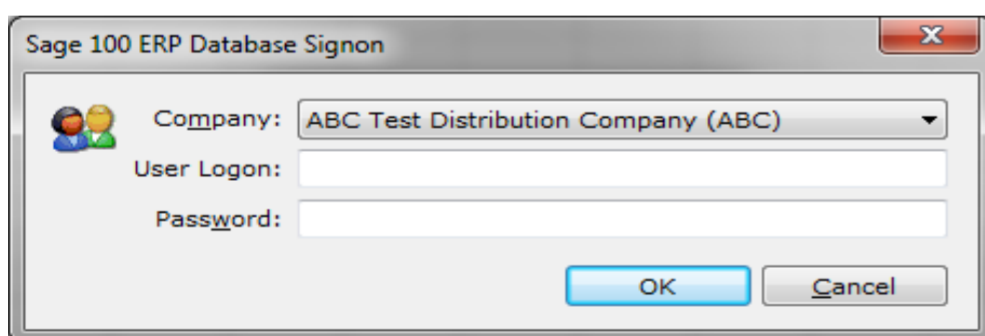 Sage 100 ERP Database Signon
Company: ABC Test Distribution Company (ABC)
User Logon:
Password:
OK Cancel